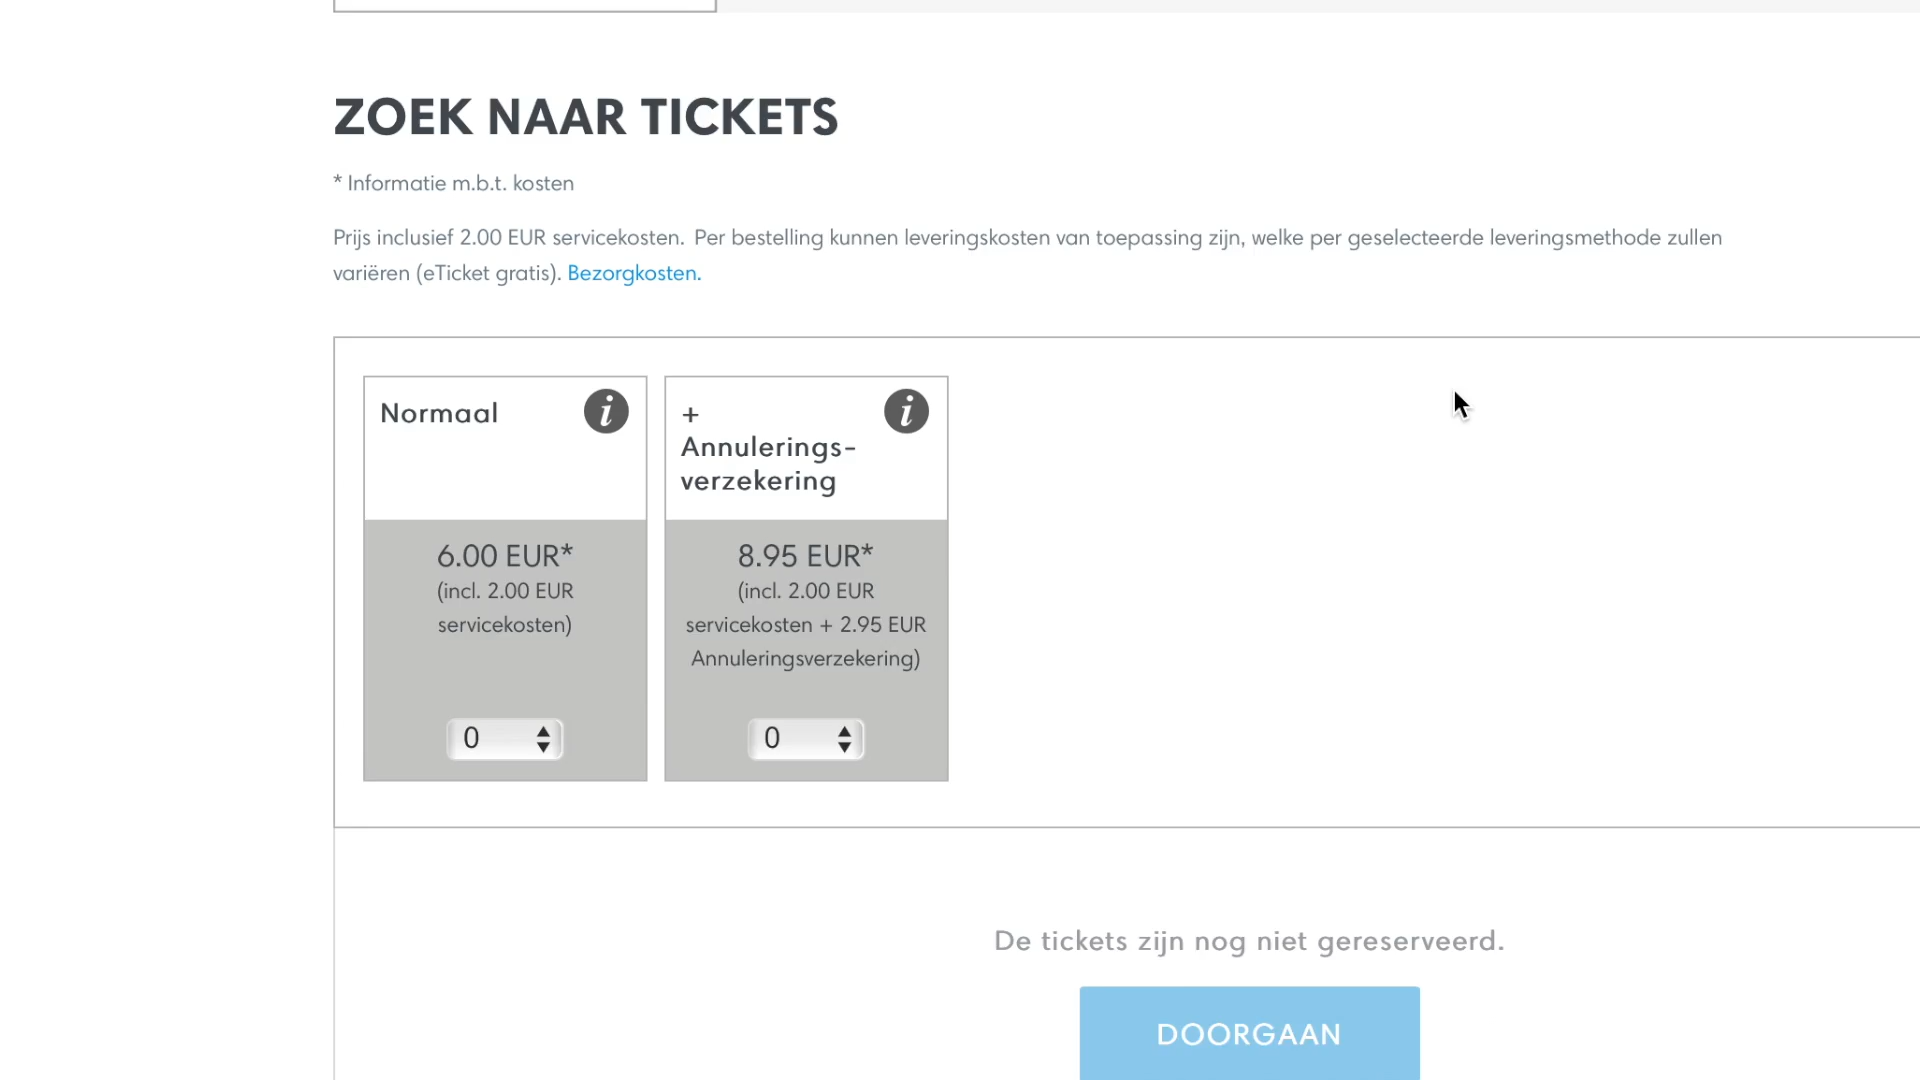 ZOEK NAAR TICKETS
* Informatie m.b.t. kosten
Prijs inclusief 2.00 EUR servicekosten. Per bestelling kunnen leveringskosten van toepassing zijn, welke per geselecteerde leveringsmethode zullen
variëren (eTicket gratis). Bezorgkosten.
Normaal
6.00 EUR*
(incl. 2.00 EUR
servicekosten)
0
+
Annulerings-
verzekering
8.95 EUR*
(incl. 2.00 EUR
servicekosten + 2.95 EUR
Annuleringsverzekering)
0
De tickets zijn nog niet gereserveerd.
DOORGAAN